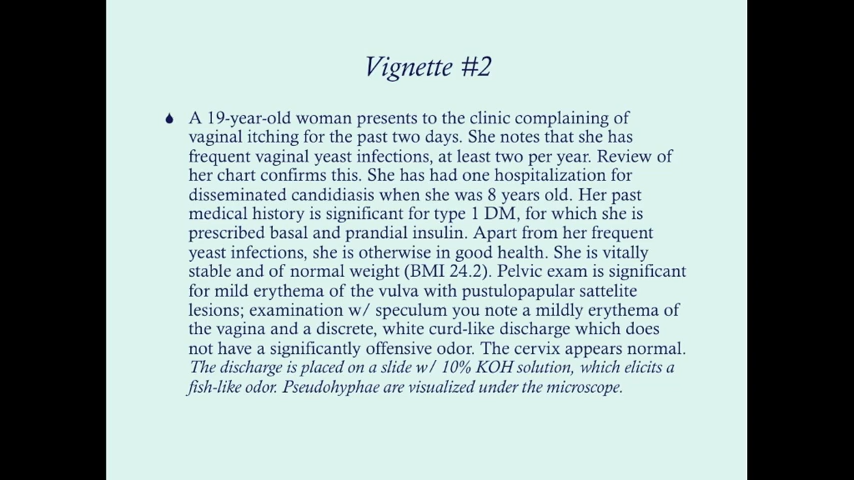 Vignette #2
A 19-year-old woman presents to the clinic complaining of
vaginal itching for the past two days. She notes that she has
frequent vaginal yeast infections, at least two per year. Review of
her chart confirms this. She has had one hospitalization for
disseminated candidiasis when she was 8 years old. Her past
medical history is significant for type 1 DM, for which she is
prescribed basal and prandial insulin. Apart from her frequent
yeast infections, she is otherwise in good health. She is vitally
stable and of normal weight (BMI 24.2). Pelvic exam is significant
for mild erythema of the vulva with pustulopapular sattelite
lesions; examination w/ speculum you note a mildly erythema of
the vagina and a discrete, white curd-like discharge which does
not have a significantly offensive odor. The cervix appears normal.
The discharge is placed on a slide w/ 10% KOH solution, which elicits a
fish-like odor. Pseudohyphae are visualized under the microscope.